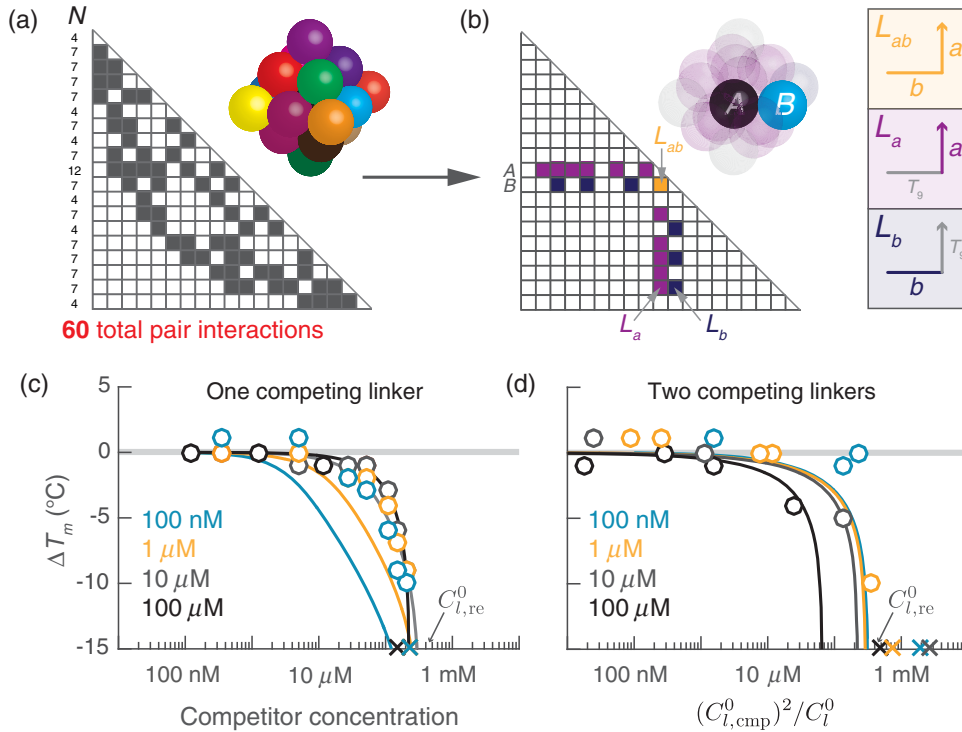 (a)
N
4
7
7
7
7
4
7
4
7
12
7
4
7
4
7
7
7
7
4
60 total pair interactions
(b)
A
B
A B
L_ab
L_a
L_b
L_ab
a
b
L_a
a
T_9
L_b
T_9
b
(c)
One competing linker
5
0
-5
-10
-15
ΔT_m (°C)
100 nM
1 μM
10 μM
100 μM
C^0_{l,re}
100 nM
10 μM
1 mM
Competitor concentration
(d)
Two competing linkers
100 nM
1 μM
10 μM
100 μM
C^0_{l,re}
100 nM
10 μM
1 mM
(C^0_{l,cmp})^2/C^0_l